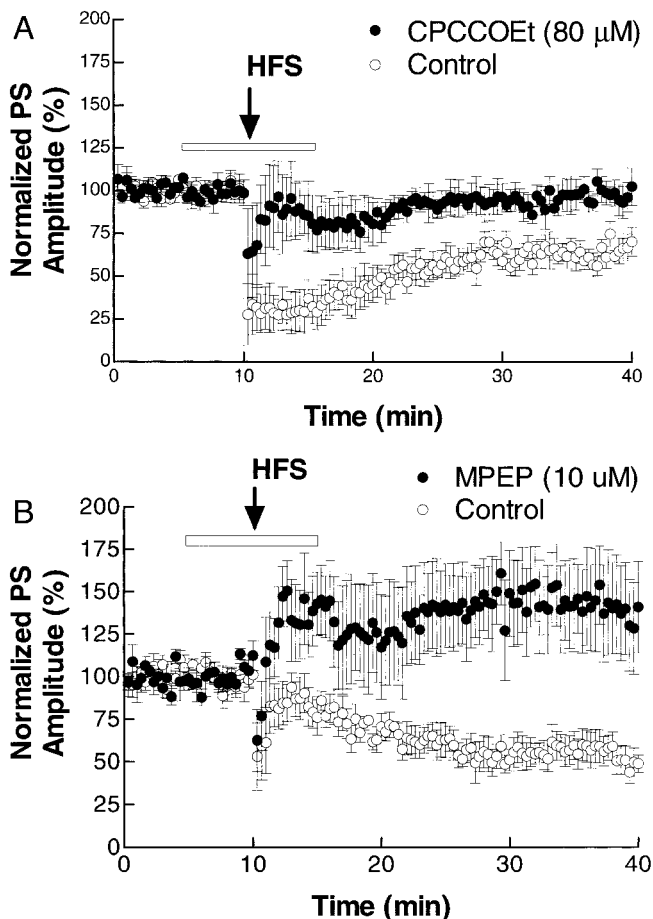 A
CPCCOEt (80 μM)
Control
HFS
Normalized PS
Amplitude (%)
200
175
150
125
100
75
50
25
0
0
10
20
30
40
Time (min)
B
MPEP (10 uM)
Control
HFS
Normalized PS
Amplitude (%)
200
175
150
125
100
75
50
25
0
0
10
20
30
40
Time (min)